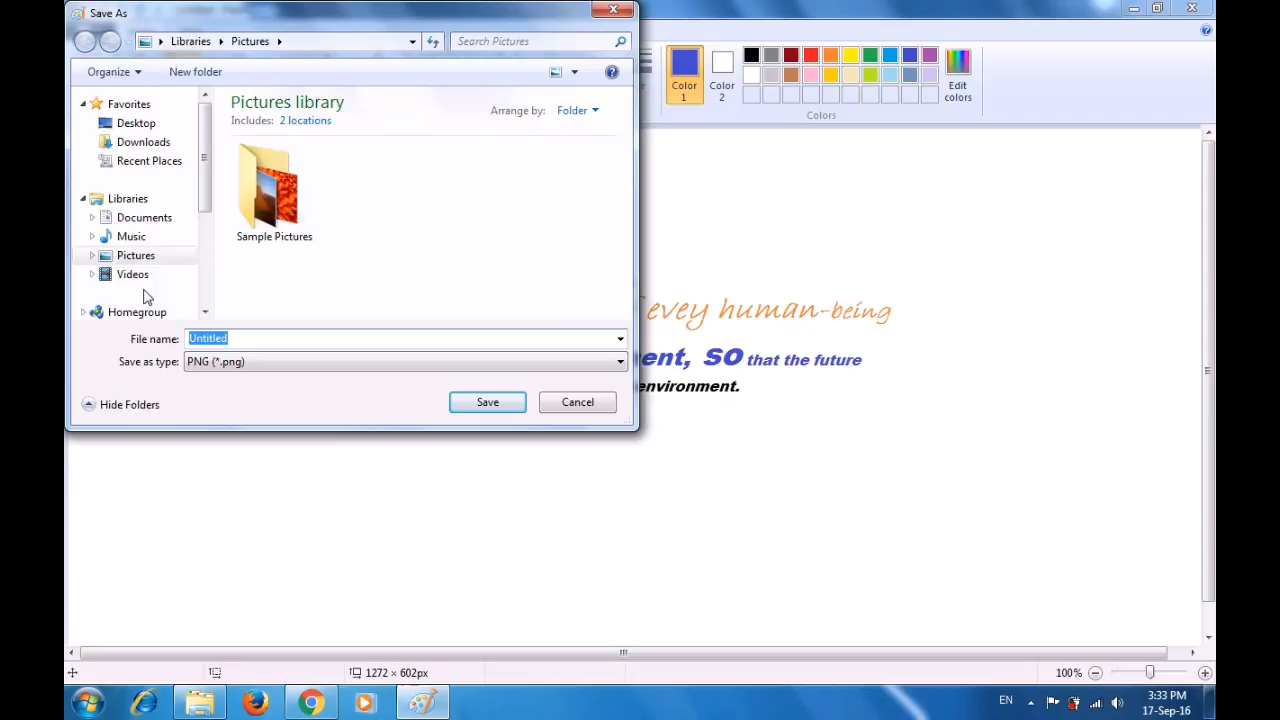 Save As
Libraries
Pictures
Search Pictures
Organize
New folder
Favorites
Desktop
Downloads
Recent Places
Libraries
Documents
Music
Pictures
Videos
Homegroup
Pictures library
Includes: 2 locations
Arrange by: Folder
Sample Pictures
File name: Untitled
Save as type: PNG (*.png)
Hide Folders
Save
Cancel
Color 1
Color 2
Edit colors
Colors
evey human-being
ent, SO that the future
environment.
1272 × 602px
100%
EN
3:33 PM
17-Sep-16